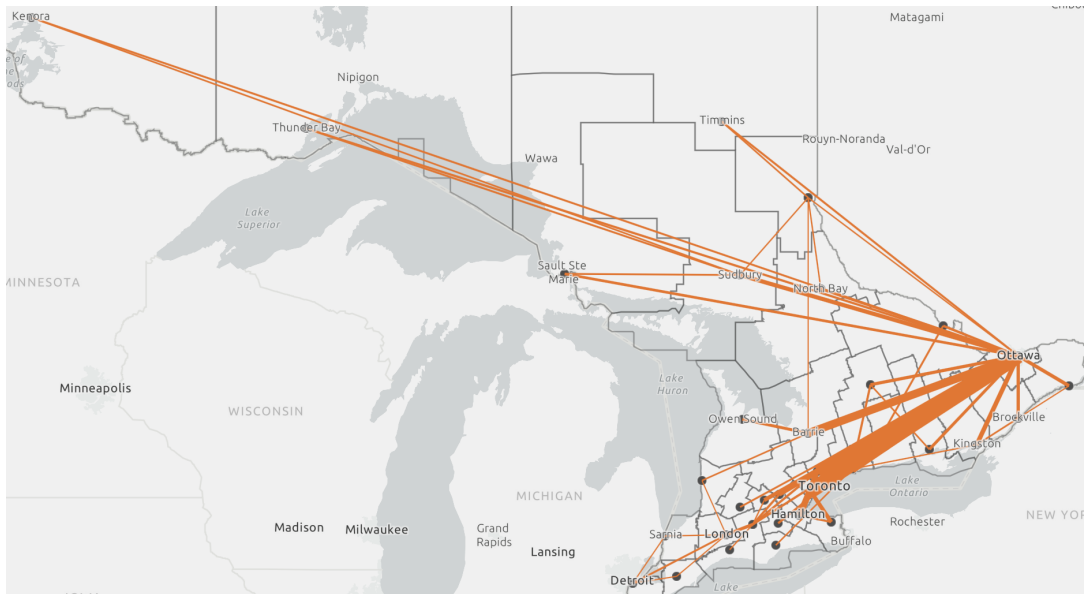 Kenora
Matagami
Nipigon
Thunder Bay
Timmins
Rouyn-Noranda
Val-d'Or
Wawa
Lake
Superior
Sault Ste
Marie
Sudbury
North Bay
MINNESOTA
Ottawa
Minneapolis
Lake
Huron
WISCONSIN
Owen Sound
Barrie
Brockville
Kingston
Toronto
Lake
Ontario
MICHIGAN
Hamilton
NEW YOR
Rochester
Madison
Milwaukee
Grand
Rapids
Sarnia
London
Buffalo
Lansing
Detroit
Lake